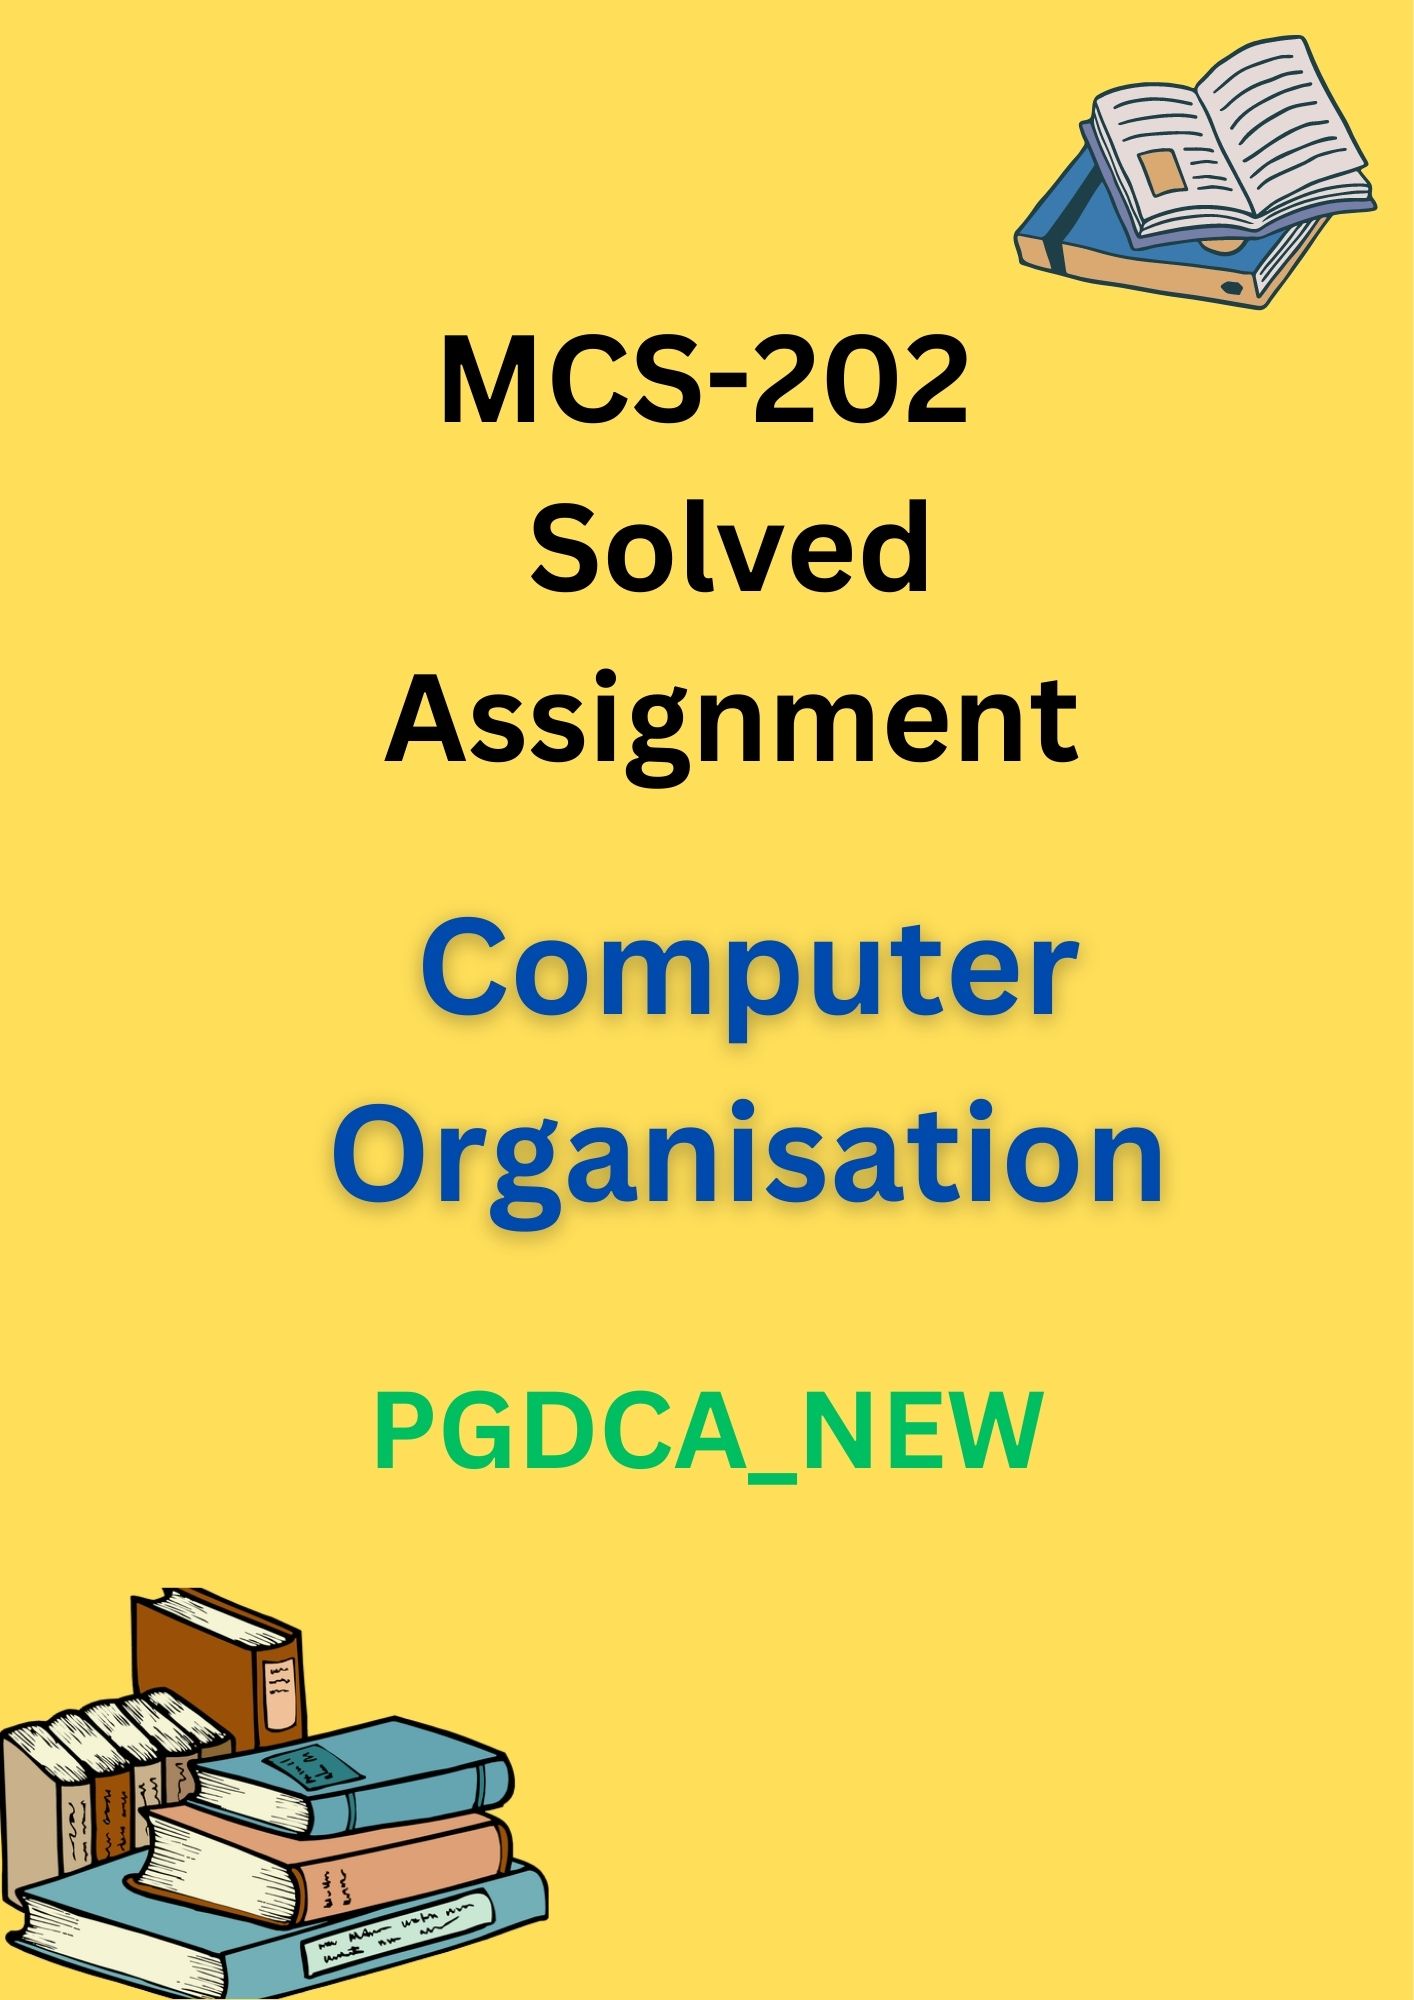 MCS-202
Solved
Assignment
Computer
Organisation
PGDCA_NEW